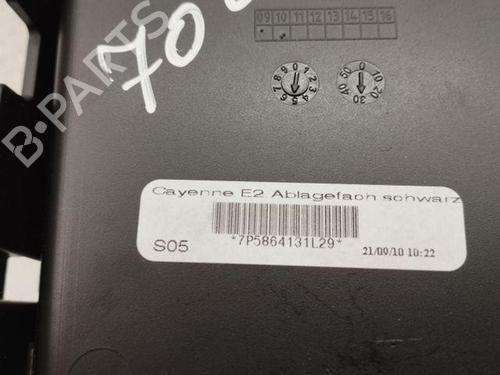 70
09 10 11 12 13 14 15 16
B-PARTS
Cayenne E2 Ablagefach schwarz
*7P5864131L29*
S05
21/09/10 10:22